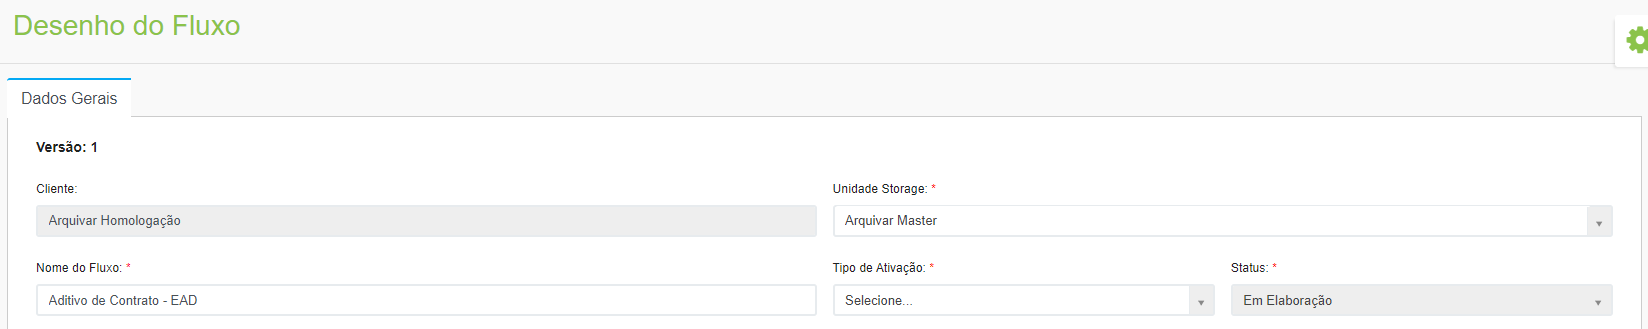 Desenho do Fluxo
Dados Gerais
Versão: 1
Cliente:
Unidade Storage: *
Arquivar Homologação
Arquivar Master
Nome do Fluxo: *
Tipo de Ativação: *
Status: *
Aditivo de Contrato - EAD
Selecione...
Em Elaboração